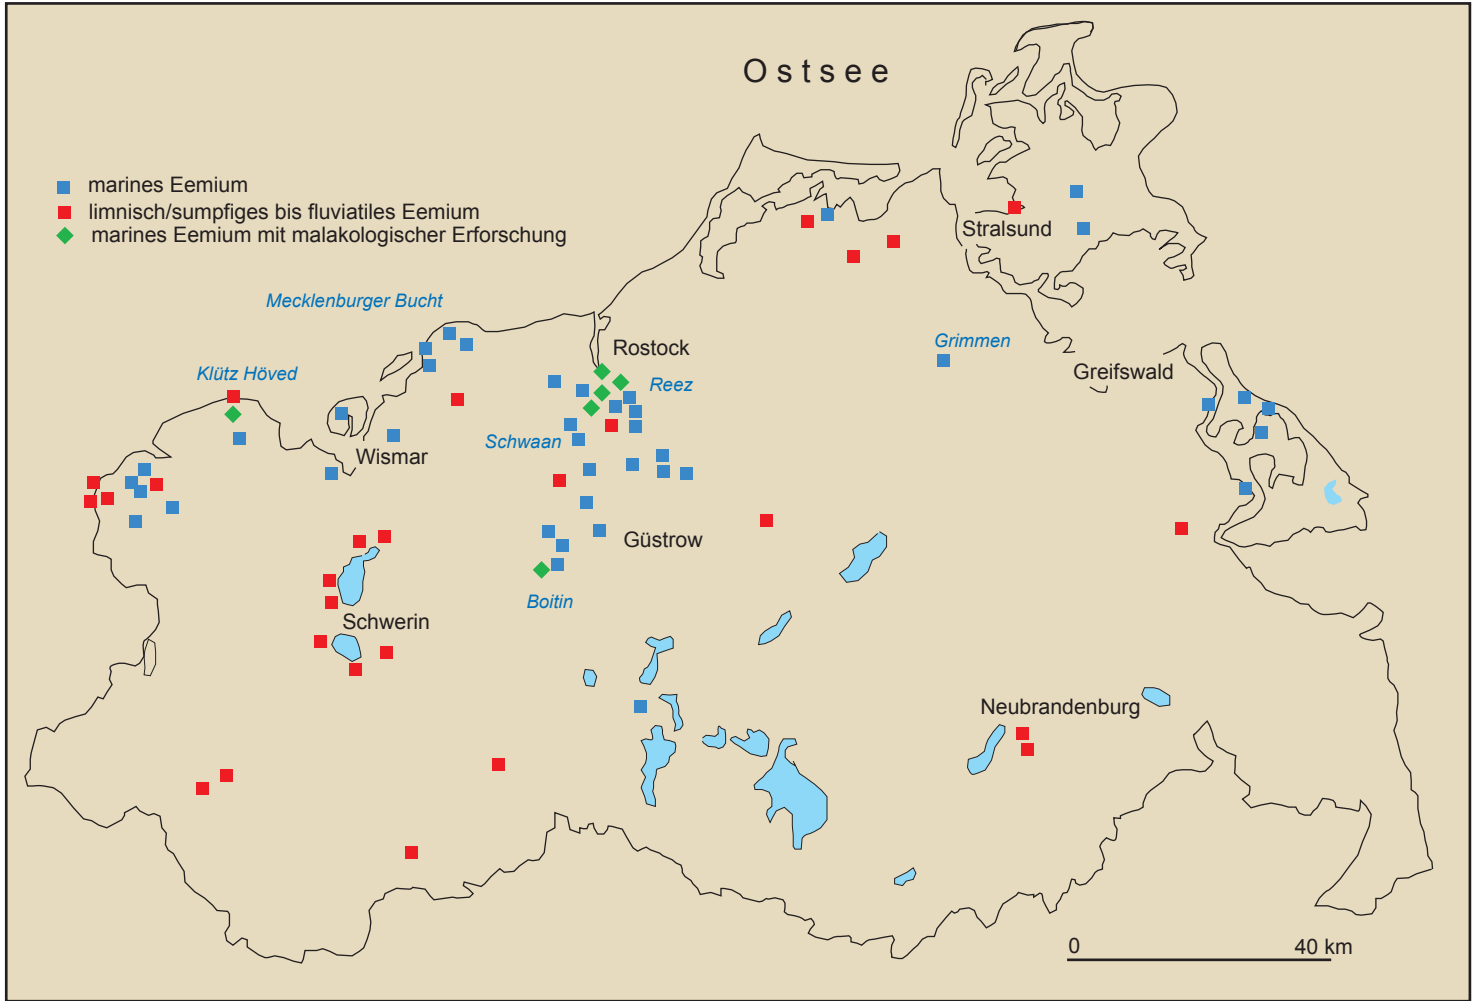 O s t s e e
marines Eemium
limnisch/sumpfiges bis fluviatiles Eemium
marines Eemium mit malakologischer Erforschung
Stralsund
Mecklenburger Bucht
Rostock
Grimmen
Klütz Höved
Reez
Greifswald
Schwaan
Wismar
Güstrow
Boitin
Schwerin
Neubrandenburg
0 40 km